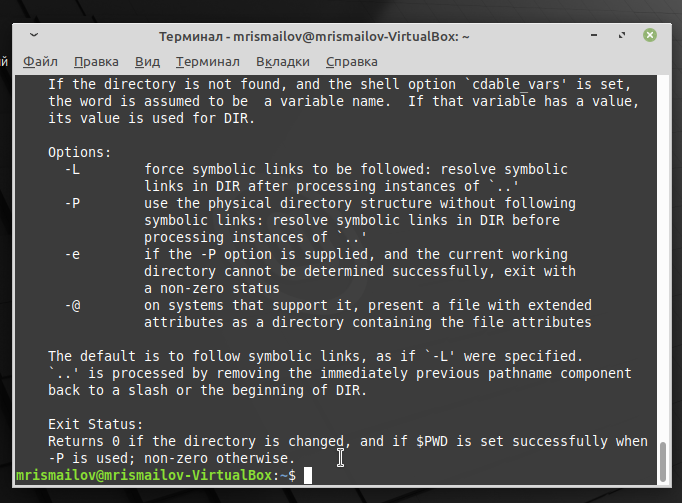 Терминал - mrismailov@mrismailov-VirtualBox: ~
й
Файл Правка Вид Терминал Вкладки Справка
If the directory is not found, and the shell option `cdable_vars' is set,
the word is assumed to be  a variable name.  If that variable has a value,
its value is used for DIR.
Options:
-L        force symbolic links to be followed: resolve symbolic
links in DIR after processing instances of `..'
-P        use the physical directory structure without following
symbolic links: resolve symbolic links in DIR before
processing instances of `..'
-e        if the -P option is supplied, and the current working
directory cannot be determined successfully, exit with
a non-zero status
-@        on systems that support it, present a file with extended
attributes as a directory containing the file attributes
The default is to follow symbolic links, as if `-L' were specified.
`..' is processed by removing the immediately previous pathname component
back to a slash or the beginning of DIR.
Exit Status:
Returns 0 if the directory is changed, and if $PWD is set successfully when
-P is used; non-zero otherwise.
mrismailov@mrismailov-VirtualBox:~$